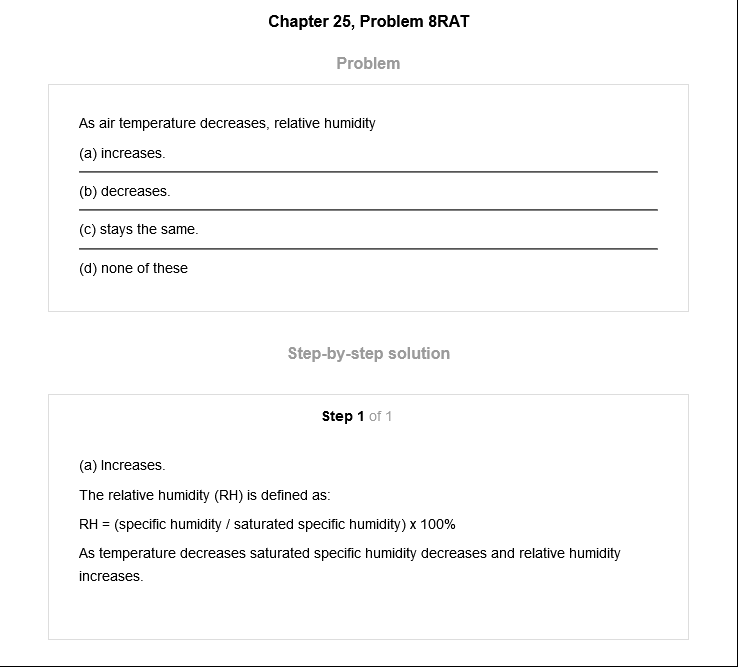 Chapter 25, Problem 8RAT
Problem
As air temperature decreases, relative humidity
(a) increases.
(b) decreases.
(c) stays the same.
(d) none of these
Step-by-step solution
Step 1 of 1
(a) Increases.
The relative humidity (RH) is defined as:
RH = (specific humidity / saturated specific humidity) x 100%
As temperature decreases saturated specific humidity decreases and relative humidity
increases.